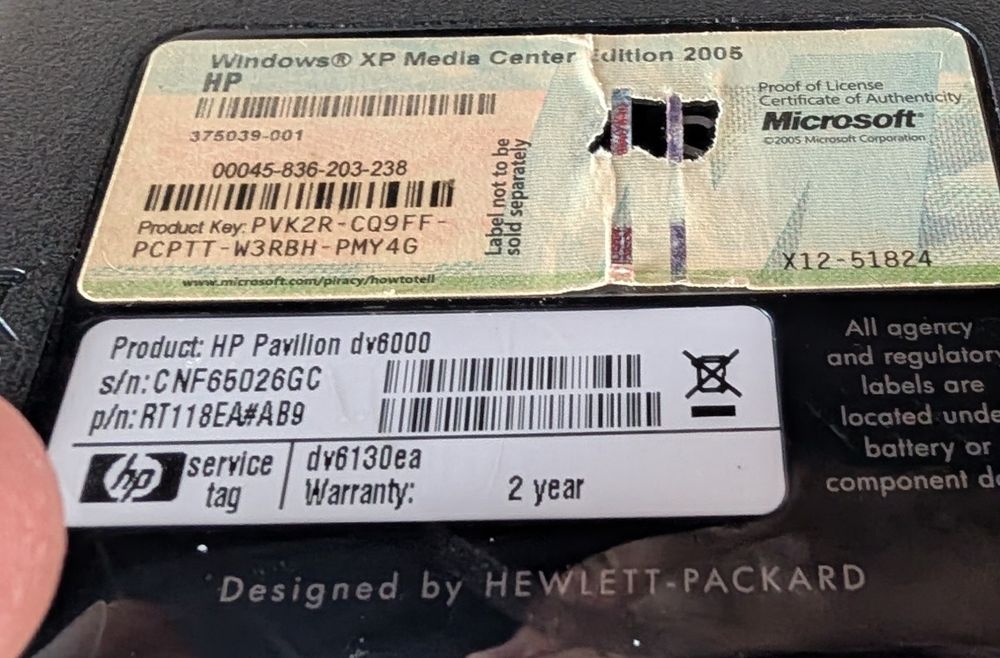 Windows® XP Media Center Edition 2005
HP
375039-001
00045-836-203-238
Product Key: PVK2R-CQ9FF-
PCPTT-W3RBH-PMY4G
www.microsoft.com/piracy/howtotell
Label not to be
sold separately
Proof of License
Certificate of Authenticity
Microsoft®
©2005 Microsoft Corporation
X12-51824
Product: HP Pavilion dv6000
s/n: CNF65026GC
p/n: RT118EA#AB9
hp
service
tag
dv6130ea
Warranty: 2 year
All agency
and regulatory
labels are
located unde
battery or
component do
Designed by HEWLETT-PACKARD